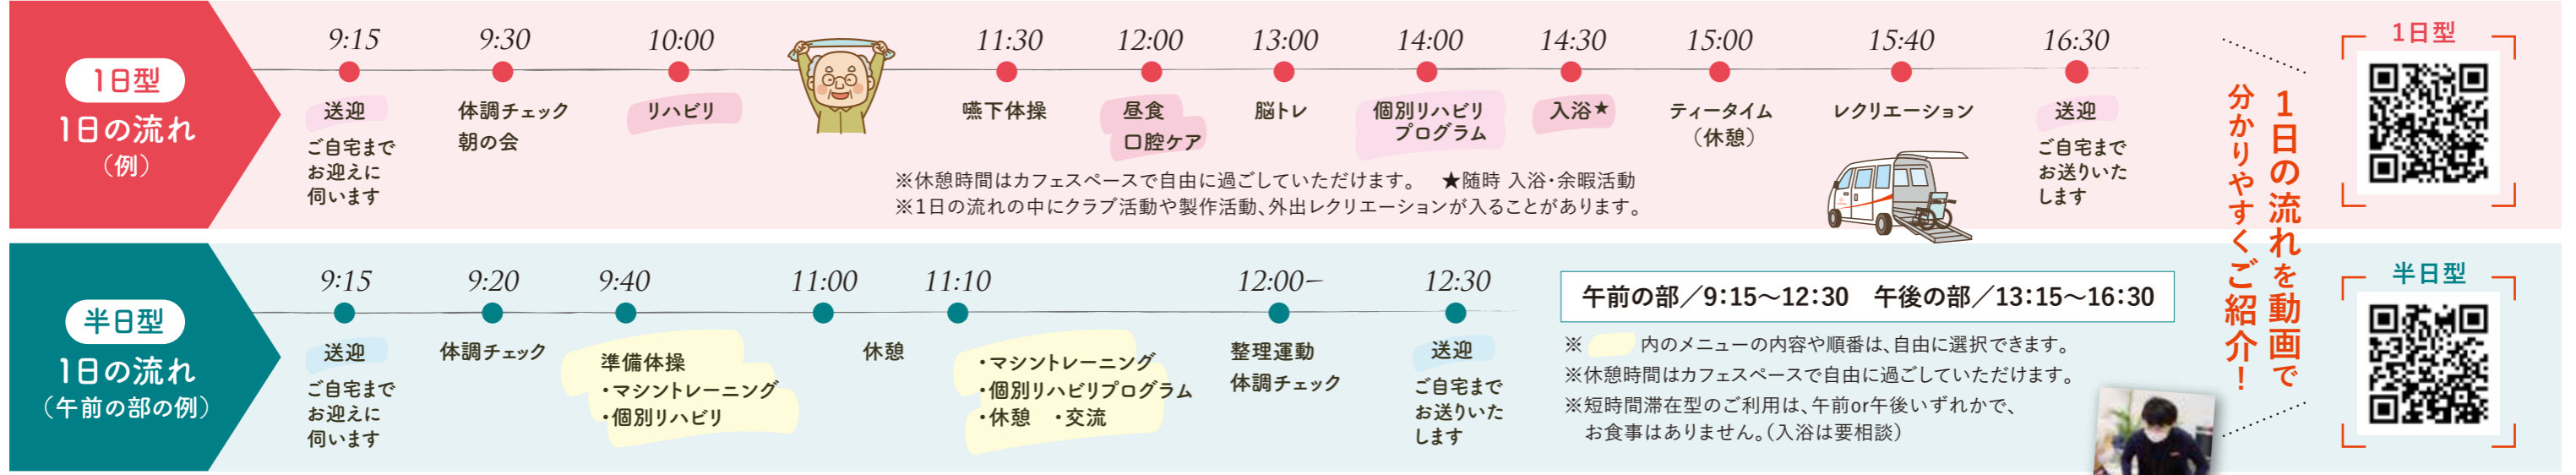 1日型
1日の流れ
（例）
9:15
送迎
ご自宅まで
お迎えに
伺います
9:30
体調チェック
朝の会
10:00
リハビリ
11:30
嚥下体操
12:00
昼食
口腔ケア
13:00
脳トレ
14:00
個別リハビリ
プログラム
14:30
入浴★
15:00
ティータイム
（休憩）
15:40
レクリエーション
16:30
送迎
ご自宅まで
お送りいた
します
※休憩時間はカフェスペースで自由に過ごしていただけます。　★随時 入浴・余暇活動
※1日の流れの中にクラブ活動や製作活動、外出レクリエーションが入ることがあります。
半日型
1日の流れ
（午前の部の例）
9:15
送迎
ご自宅まで
お迎えに
伺います
9:20
体調チェック
9:40
準備体操
・マシントレーニング
・個別リハビリ
11:00
休憩
11:10
・マシントレーニング
・個別リハビリプログラム
・休憩　・交流
12:00−
整理運動
体調チェック
12:30
送迎
ご自宅まで
お送りいた
します
午前の部／9：15〜12：30　午後の部／13：15〜16：30
※　　　内のメニューの内容や順番は、自由に選択できます。
※休憩時間はカフェスペースで自由に過ごしていただけます。
※短時間滞在型のご利用は、午前or午後いずれかで、
お食事はありません。（入浴は要相談）
1日の流れを動画で
分かりやすくご紹介！
1日型
半日型